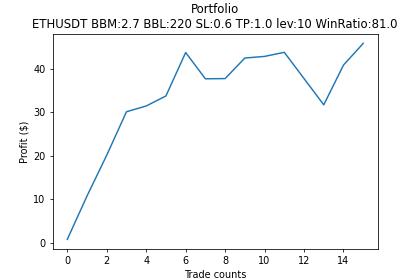 Portfolio
ETHUSDT BBM:2.7 BBL:220 SL:0.6 TP:1.0 lev:10 WinRatio:81.0
Profit ($)
40
30
20
10
0
0 2 4 6 8 10 12 14
Trade counts